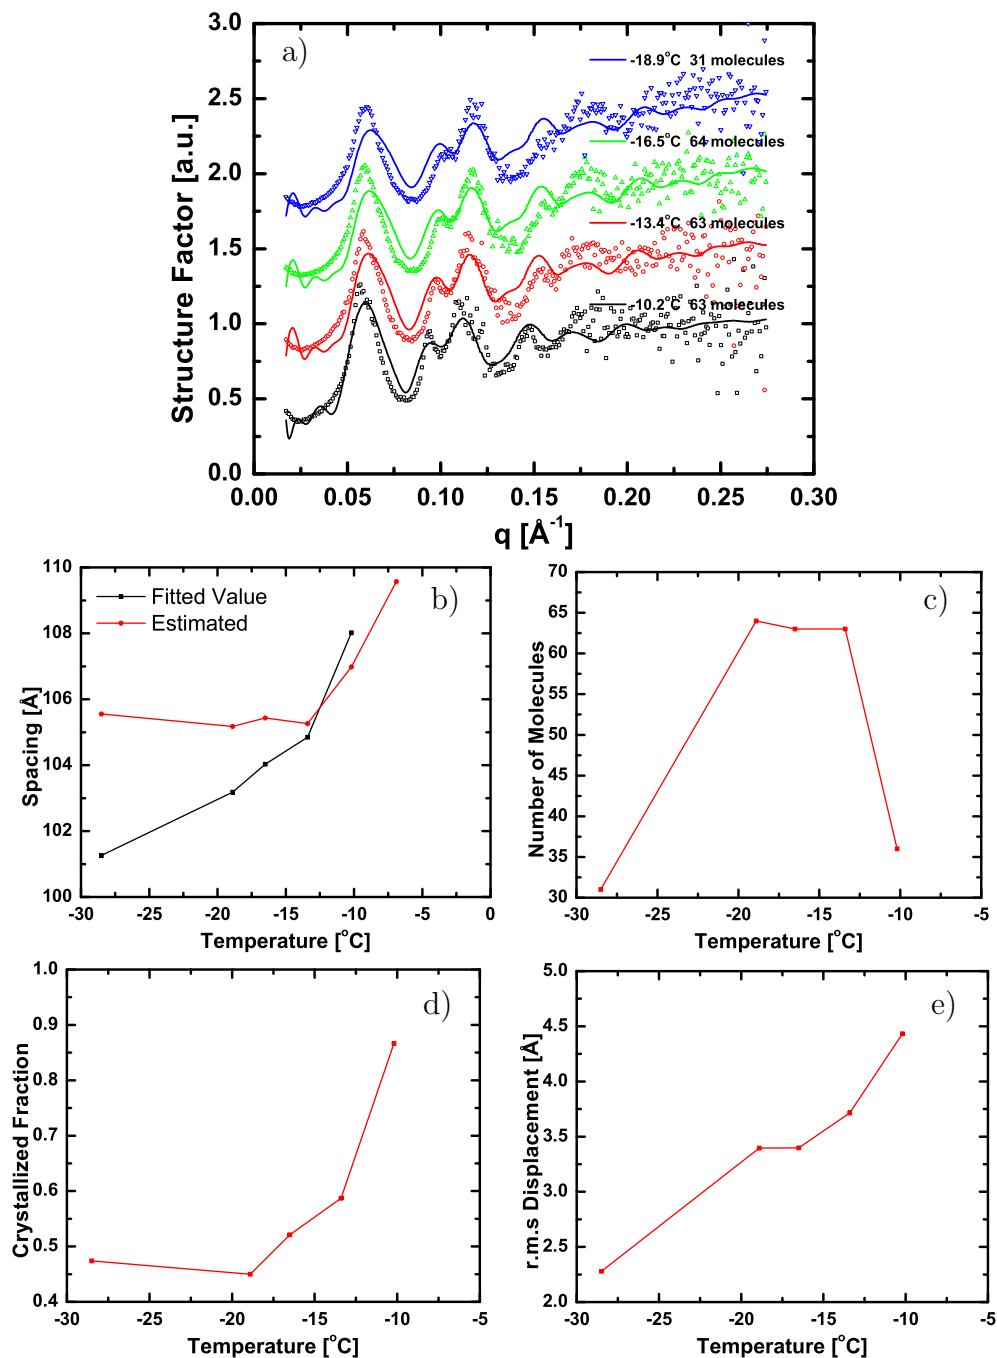 a)
3.0
2.5
2.0
1.5
1.0
0.5
0.0
Structure Factor [a.u.]
-18.9°C 31 molecules
-16.5°C 64 molecules
-13.4°C 63 molecules
-10.2°C 63 molecules
0.00 0.05 0.10 0.15 0.20 0.25 0.30
q [Å⁻¹]
b)
Fitted Value
Estimated
110
108
106
104
102
100
Spacing [Å]
-30 -25 -20 -15 -10 -5 0
Temperature [°C]
c)
70
65
60
55
50
45
40
35
30
Number of Molecules
-30 -25 -20 -15 -10 -5
Temperature [°C]
d)
1.0
0.9
0.8
0.7
0.6
0.5
0.4
Crystallized Fraction
-30 -25 -20 -15 -10 -5
Temperature [°C]
e)
5.0
4.5
4.0
3.5
3.0
2.5
2.0
r.m.s Displacement [Å]
-30 -25 -20 -15 -10 -5
Temperature [°C]